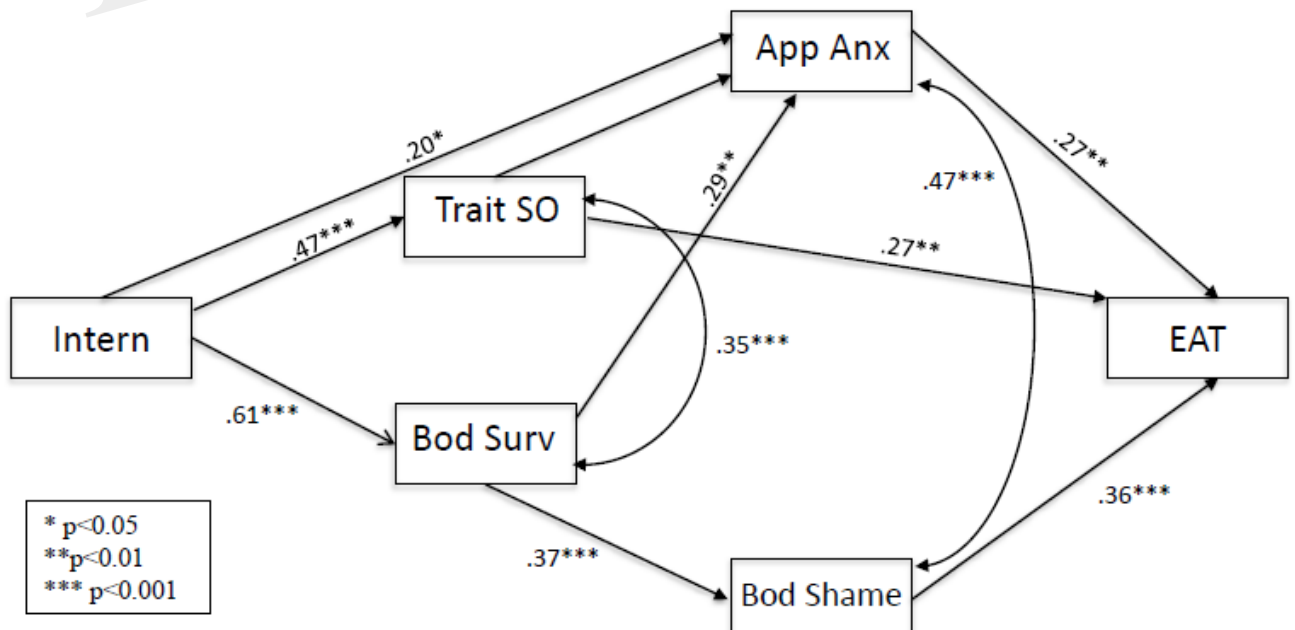 App Anx
.20*
.27**
.29**
.47***
Trait SO
.47***
.27**
Intern
.35***
EAT
.61***
Bod Surv
.36***
* p<0.05
**p<0.01
*** p<0.001
.37***
Bod Shame